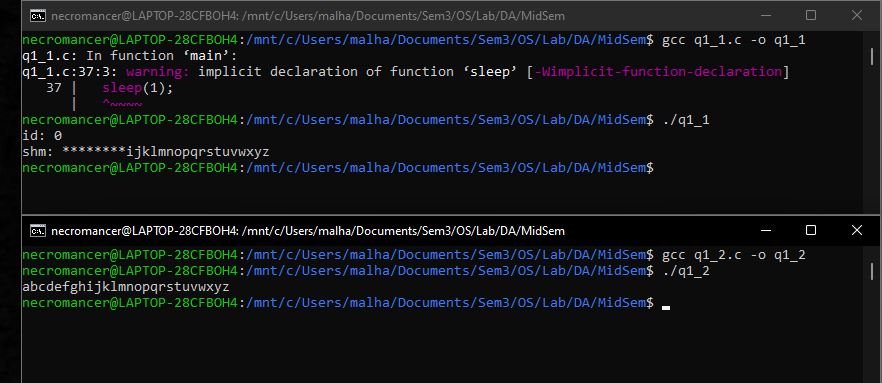 necromancer@LAPTOP-28CFBOH4: /mnt/c/Users/malha/Documents/Sem3/OS/Lab/DA/MidSem
necromancer@LAPTOP-28CFBOH4:/mnt/c/Users/malha/Documents/Sem3/OS/Lab/DA/MidSem$ gcc q1_1.c -o q1_1
q1_1.c: In function ‘main’:
q1_1.c:37:3: warning: implicit declaration of function ‘sleep’ [-Wimplicit-function-declaration]
   37 |   sleep(1);
      |   ^~~~~
necromancer@LAPTOP-28CFBOH4:/mnt/c/Users/malha/Documents/Sem3/OS/Lab/DA/MidSem$ ./q1_1
id: 0
shm: ********ijklmnopqrstuvwxyz
necromancer@LAPTOP-28CFBOH4:/mnt/c/Users/malha/Documents/Sem3/OS/Lab/DA/MidSem$
necromancer@LAPTOP-28CFBOH4: /mnt/c/Users/malha/Documents/Sem3/OS/Lab/DA/MidSem
necromancer@LAPTOP-28CFBOH4:/mnt/c/Users/malha/Documents/Sem3/OS/Lab/DA/MidSem$ gcc q1_2.c -o q1_2
necromancer@LAPTOP-28CFBOH4:/mnt/c/Users/malha/Documents/Sem3/OS/Lab/DA/MidSem$ ./q1_2
abcdefghijklmnopqrstuvwxyz
necromancer@LAPTOP-28CFBOH4:/mnt/c/Users/malha/Documents/Sem3/OS/Lab/DA/MidSem$